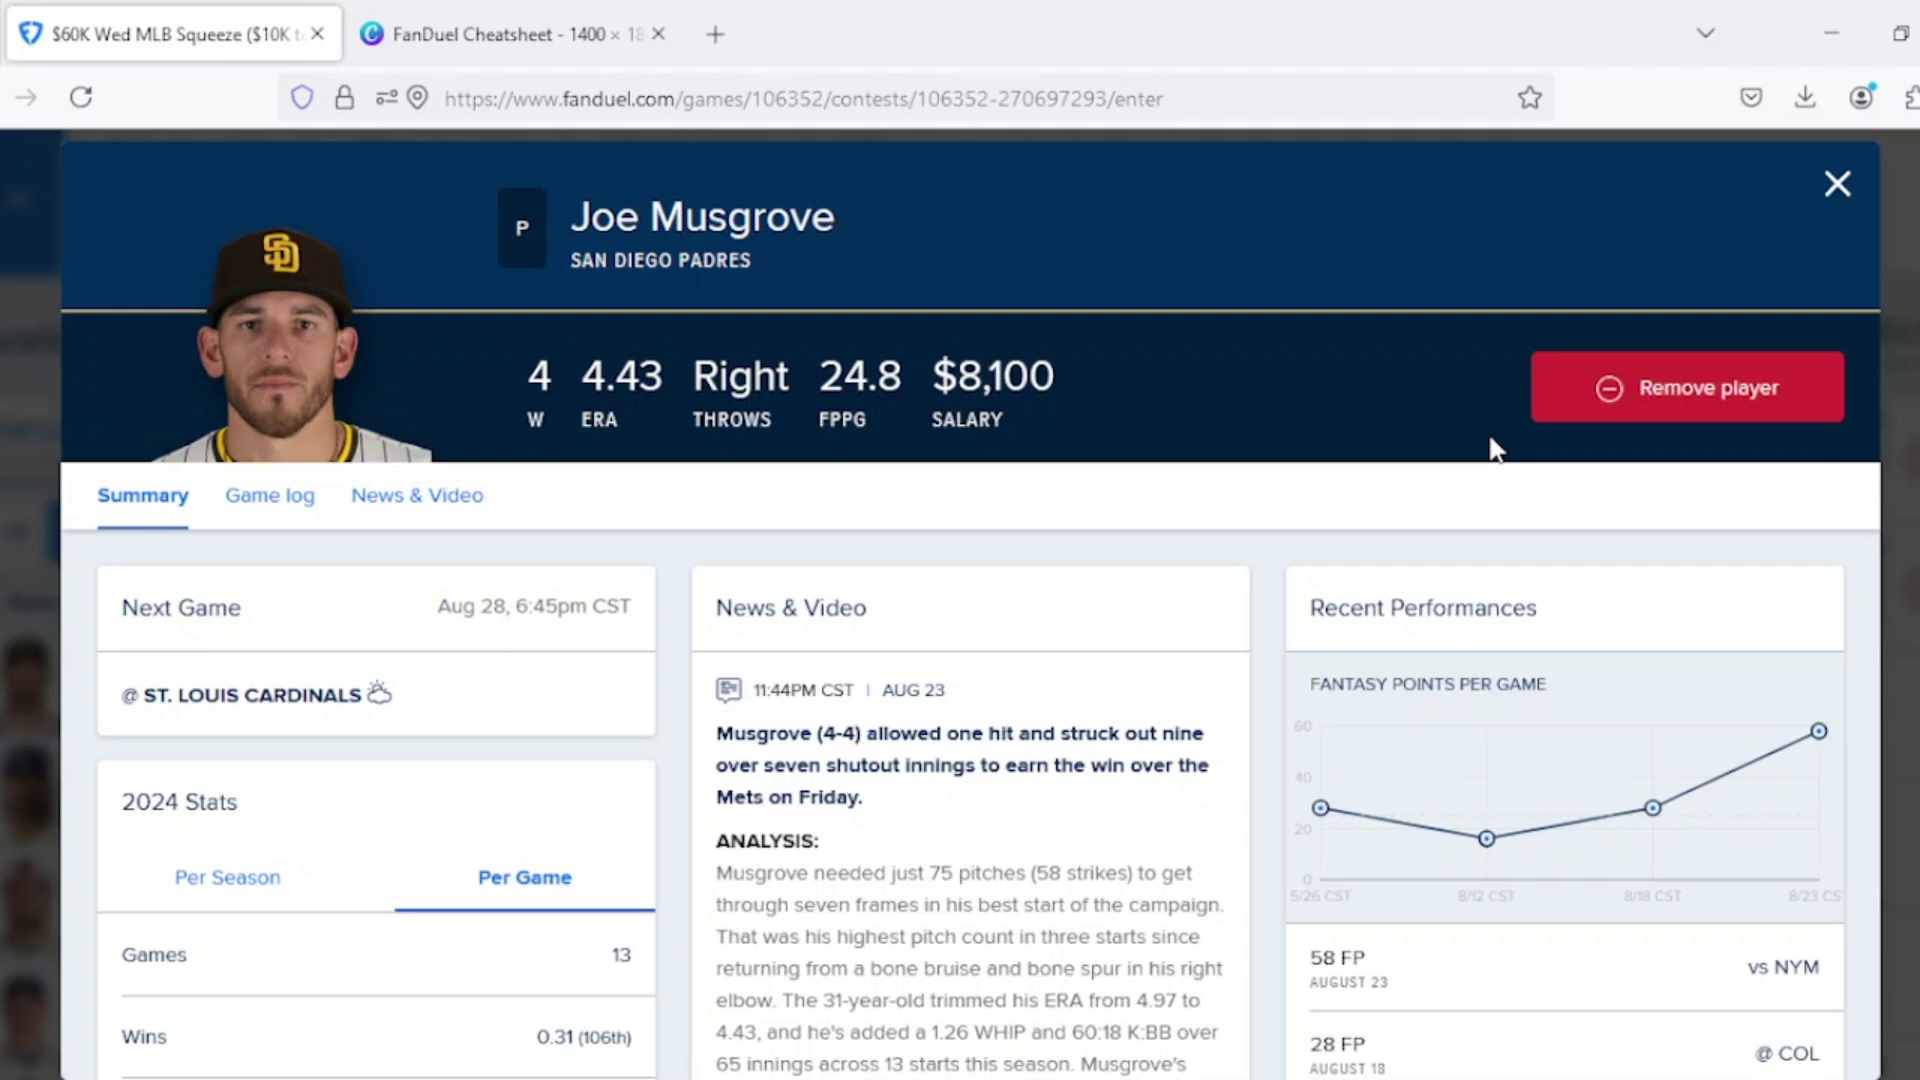 $60K Wed MLB Squeeze ($10K to
FanDuel Cheatsheet - 1400 × 18
https://www.fanduel.com/games/106352/contests/106352-270697293/enter
P
Joe Musgrove
SAN DIEGO PADRES
SD
4 4.43 Right 24.8 $8,100
W ERA THROWS FPPG SALARY
Remove player
Summary Game log News & Video
Next Game Aug 28, 6:45pm CST
@ ST. LOUIS CARDINALS
2024 Stats
Per Season Per Game
Games 13
Wins 0.31 (106th)
News & Video
11:44PM CST | AUG 23
Musgrove (4-4) allowed one hit and struck out nine
over seven shutout innings to earn the win over the
Mets on Friday.
ANALYSIS:
Musgrove needed just 75 pitches (58 strikes) to get
through seven frames in his best start of the campaign.
That was his highest pitch count in three starts since
returning from a bone bruise and bone spur in his right
elbow. The 31-year-old trimmed his ERA from 4.97 to
4.43, and he's added a 1.26 WHIP and 60:18 K:BB over
65 innings across 13 starts this season. Musgrove's
Recent Performances
FANTASY POINTS PER GAME
60
40
20
0
5/26 CST 8/12 CST 8/18 CST 8/23 CS
58 FP vs NYM
AUGUST 23
28 FP @ COL
AUGUST 18